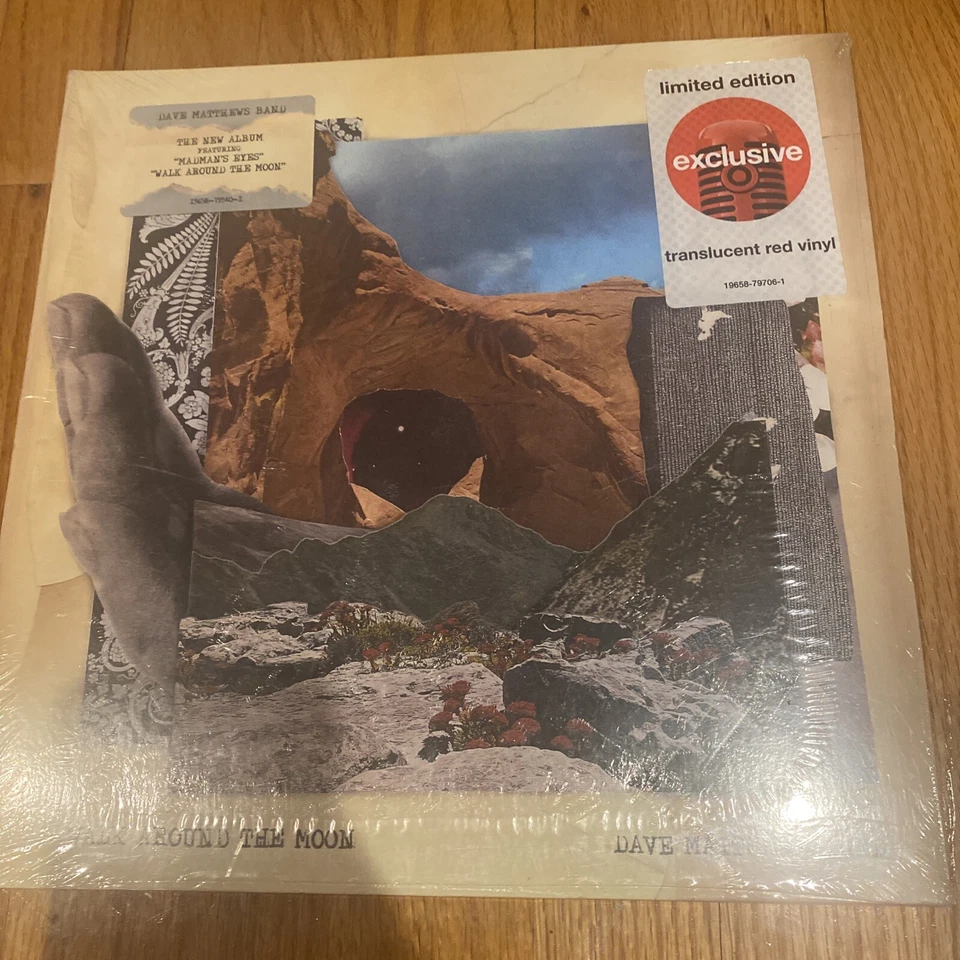 DAVE MATTHEWS BAND
THE NEW ALBUM
FEATURING
"MADMAN'S EYES"
"WALK AROUND THE MOON"
limited edition
exclusive
translucent red vinyl
19658-79706-1
WALK AROUND THE MOON
DAVE